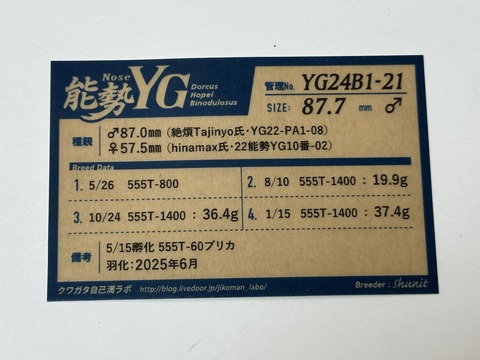 能勢YG Nose
Dorcus
Hopei
Binodulosus
管理No. YG24B1-21
SIZE: 87.7 mm ♂
種親
♂87.0mm (絶煩Tajinyo氏・YG22-PA1-08)
♀57.5mm (hinamax氏・22能勢YG10番-02)
Breed Data
1. 5/26 555T-800
2. 8/10 555T-1400 : 19.9g
3. 10/24 555T-1400 : 36.4g
4. 1/15 555T-1400 : 37.4g
備考
5/15孵化 555T-60プリカ
羽化:2025年6月
クワガタ自己満ラボ http://blog.livedoor.jp/jikoman_labo/
Breeder : Shunit